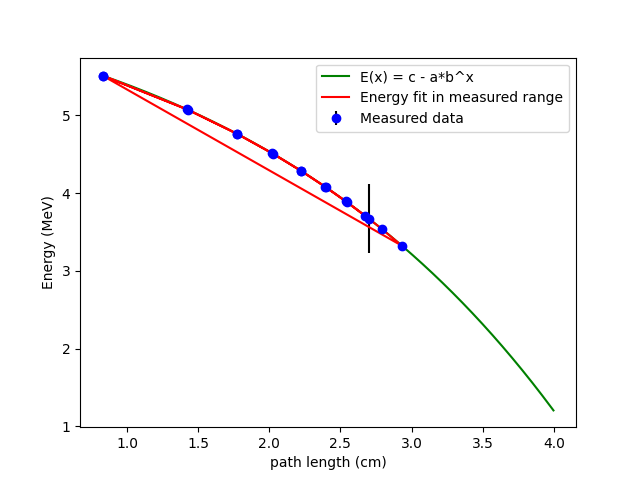 E(x) = c - a*b^x
Energy fit in measured range
Measured data
5
4
3
2
1
Energy (MeV)
1.0 1.5 2.0 2.5 3.0 3.5 4.0
path length (cm)